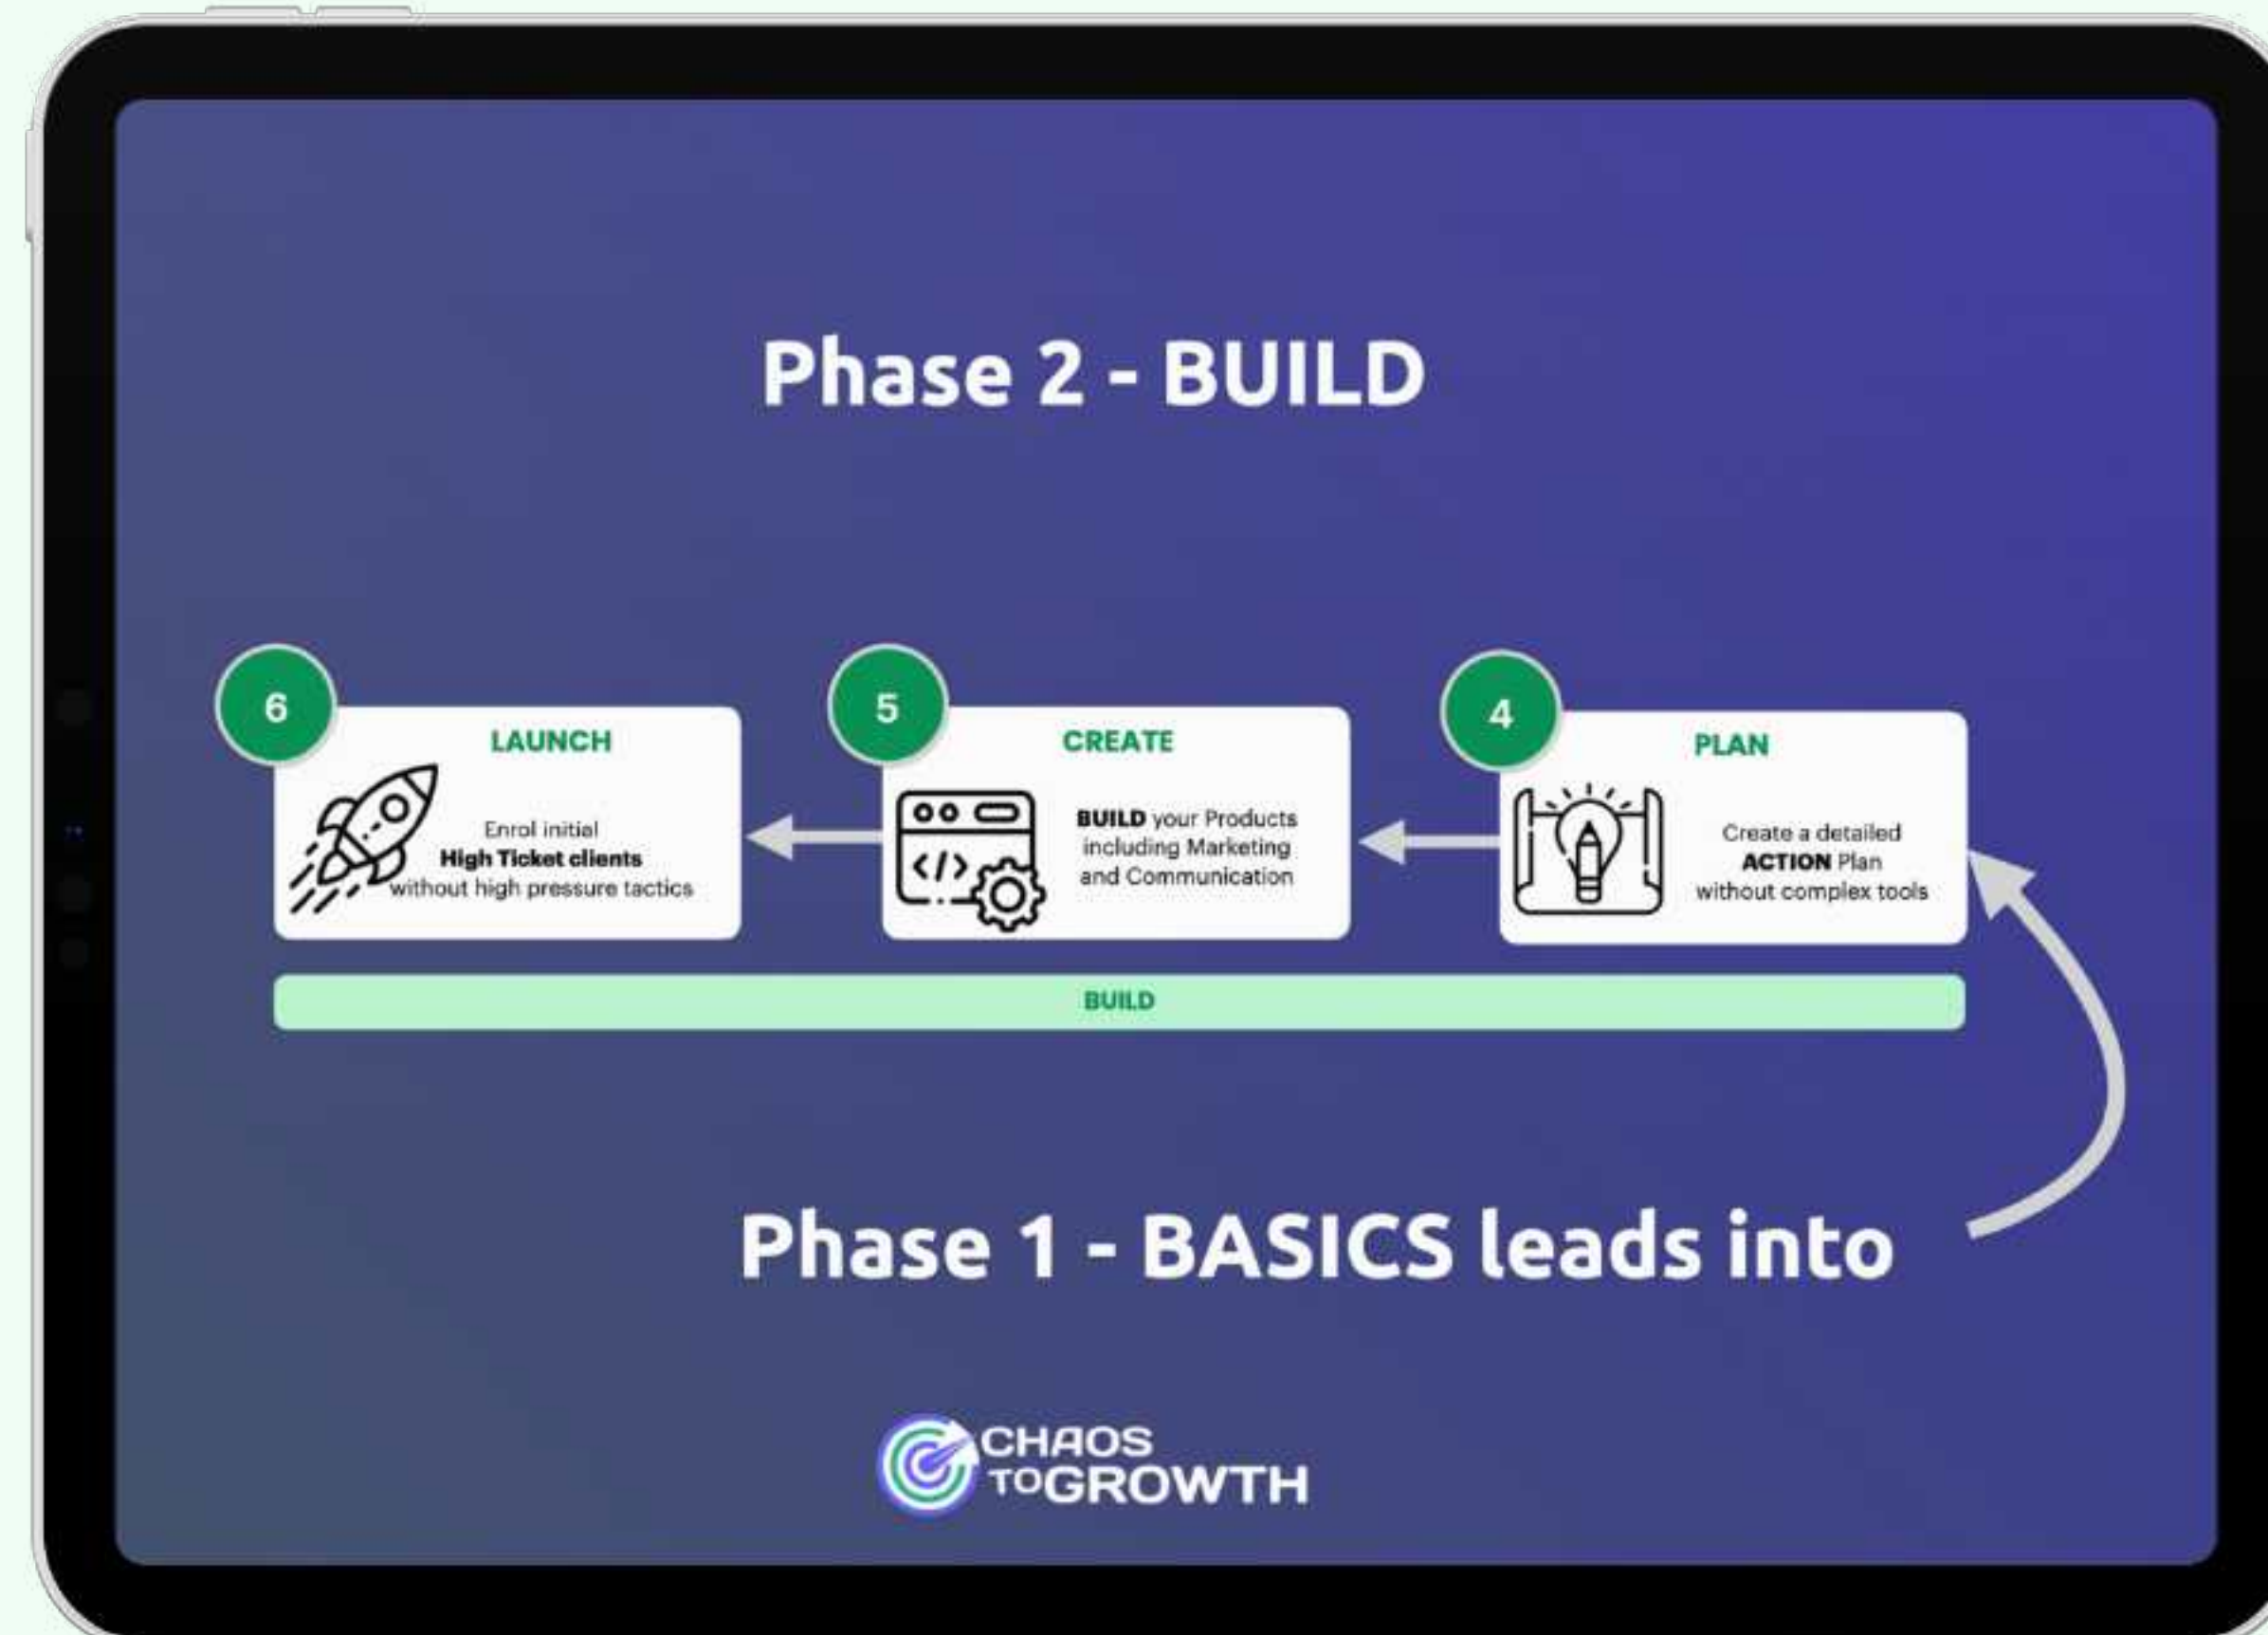 Phase 2 - BUILD
6
LAUNCH
Enrol initial
High Ticket clients
without high pressure tactics
5
CREATE
BUILD your Products
including Marketing
and Communication
4
PLAN
Create a detailed
ACTION Plan
without complex tools
BUILD
Phase 1 - BASICS leads into
CHAOS
TOGROWTH